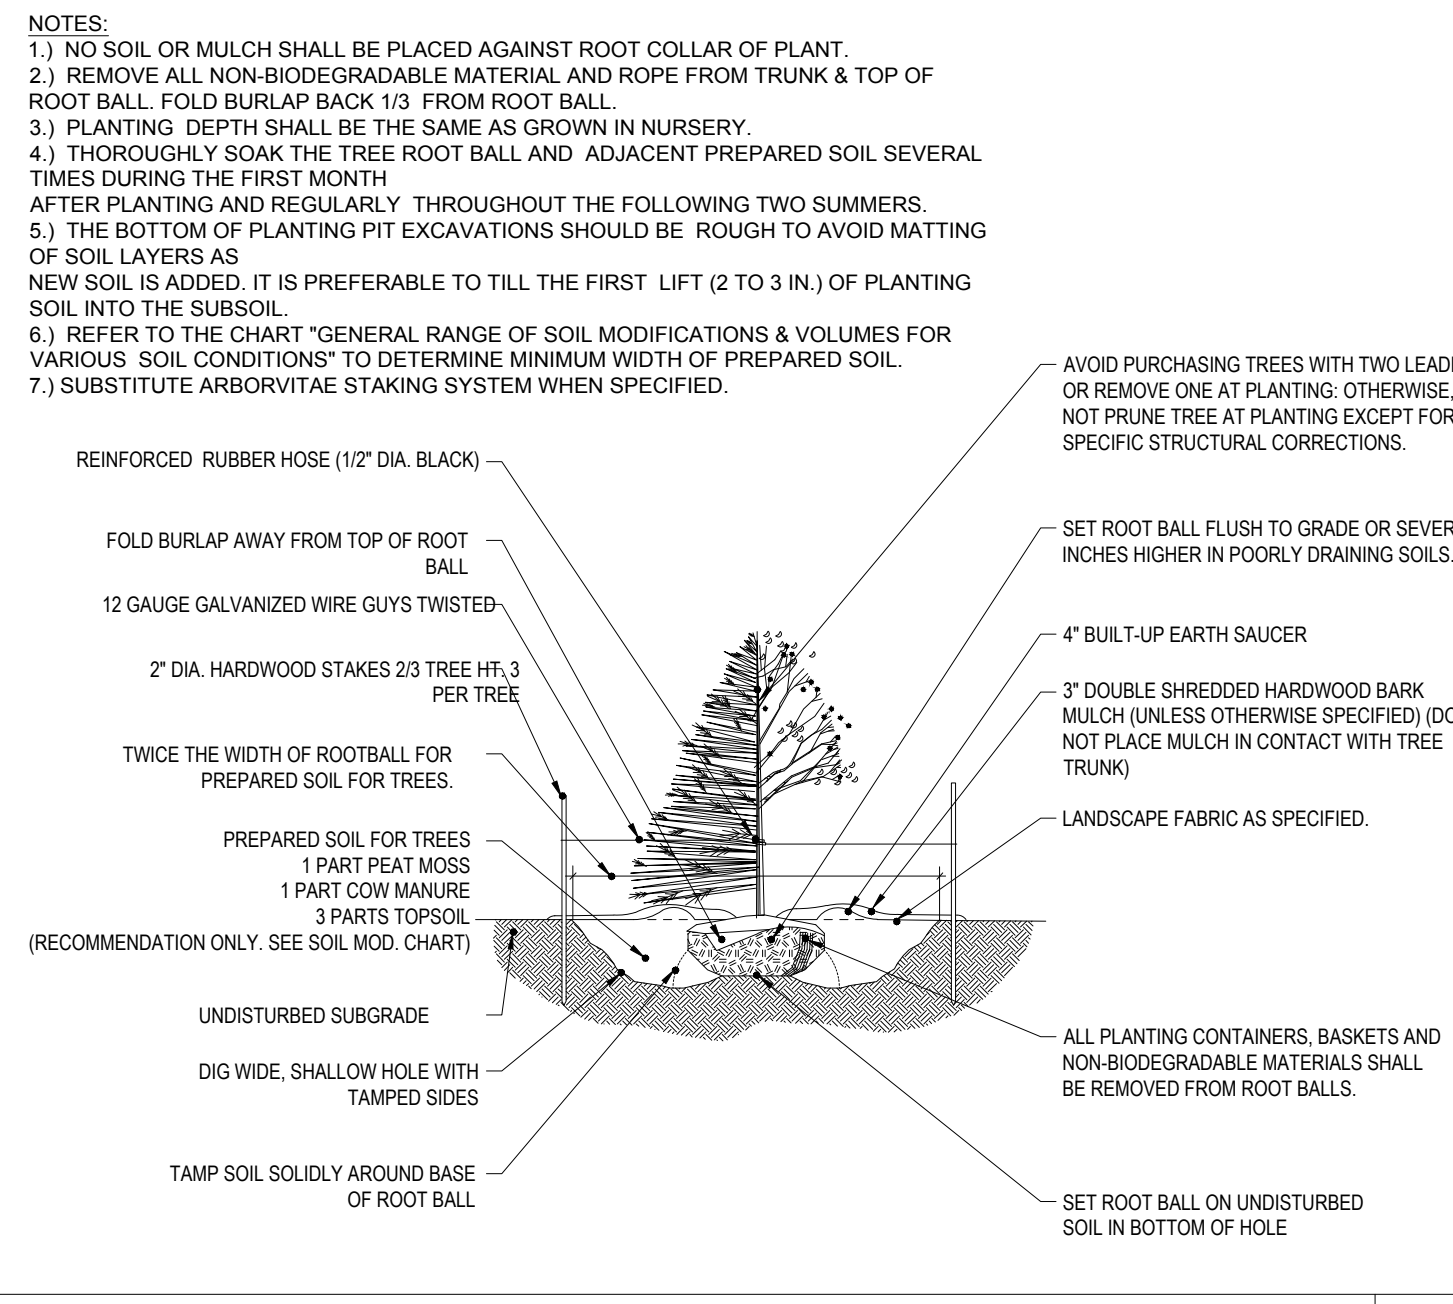 NOTES:
1.) NO SOIL OR MULCH SHALL BE PLACED AGAINST ROOT COLLAR OF PLANT.
2.) REMOVE ALL NON-BIODEGRADABLE MATERIAL AND ROPE FROM TRUNK & TOP OF
ROOT BALL. FOLD BURLAP BACK 1/3 FROM ROOT BALL.
3.) PLANTING DEPTH SHALL BE THE SAME AS GROWN IN NURSERY.
4.) THOROUGHLY SOAK THE TREE ROOT BALL AND ADJACENT PREPARED SOIL SEVERAL
TIMES DURING THE FIRST MONTH
AFTER PLANTING AND REGULARLY THROUGHOUT THE FOLLOWING TWO SUMMERS.
5.) THE BOTTOM OF PLANTING PIT EXCAVATIONS SHOULD BE ROUGH TO AVOID MATTING
OF SOIL LAYERS AS
NEW SOIL IS ADDED. IT IS PREFERABLE TO TILL THE FIRST LIFT (2 TO 3 IN.) OF PLANTING
SOIL INTO THE SUBSOIL.
6.) REFER TO THE CHART "GENERAL RANGE OF SOIL MODIFICATIONS & VOLUMES FOR
VARIOUS SOIL CONDITIONS" TO DETERMINE MINIMUM WIDTH OF PREPARED SOIL.
7.) SUBSTITUTE ARBORVITAE STAKING SYSTEM WHEN SPECIFIED.
REINFORCED RUBBER HOSE (1/2" DIA. BLACK)
FOLD BURLAP AWAY FROM TOP OF ROOT
BALL
12 GAUGE GALVANIZED WIRE GUYS TWISTED
2" DIA. HARDWOOD STAKES 2/3 TREE HT. 3
PER TREE
TWICE THE WIDTH OF ROOTBALL FOR
PREPARED SOIL FOR TREES.
PREPARED SOIL FOR TREES
1 PART PEAT MOSS
1 PART COW MANURE
3 PARTS TOPSOIL
(RECOMMENDATION ONLY. SEE SOIL MOD. CHART)
UNDISTURBED SUBGRADE
DIG WIDE, SHALLOW HOLE WITH
TAMPED SIDES
TAMP SOIL SOLIDLY AROUND BASE
OF ROOT BALL
AVOID PURCHASING TREES WITH TWO
OR REMOVE ONE AT PLANTING: OTHERWISE,
NOT PRUNE TREE AT PLANTING EXCEPT FOR
SPECIFIC STRUCTURAL CORRECTIONS.
SET ROOT BALL FLUSH TO GRADE OR
INCHES HIGHER IN POORLY DRAINING SOILS.
4" BUILT-UP EARTH SAUCER
3" DOUBLE SHREDDED HARDWOOD BARK
MULCH (UNLESS OTHERWISE SPECIFIED) (DO
NOT PLACE MULCH IN CONTACT WITH TREE
TRUNK)
LANDSCAPE FABRIC AS SPECIFIED.
ALL PLANTING CONTAINERS, BASKETS AND
NON-BIODEGRADABLE MATERIALS SHALL
BE REMOVED FROM ROOT BALLS.
SET ROOT BALL ON UNDISTURBED
SOIL IN BOTTOM OF HOLE